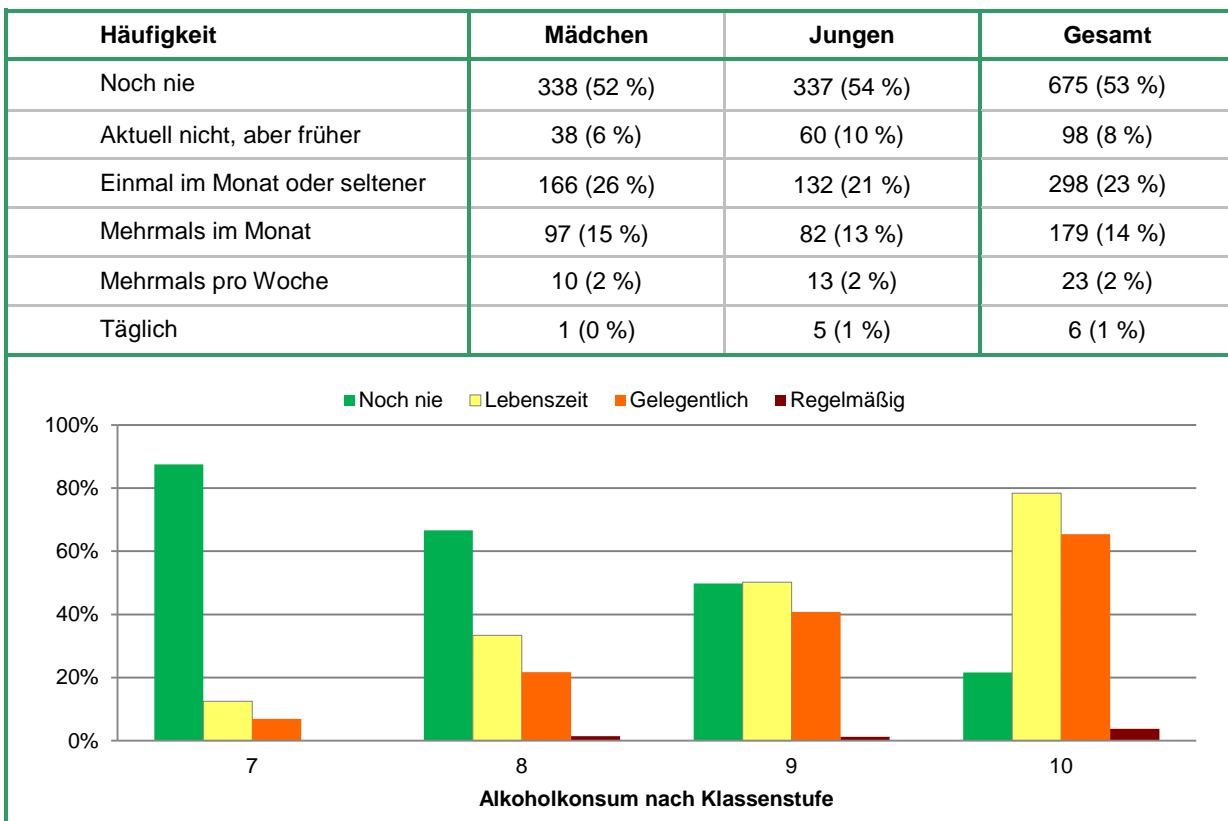 Häufigkeit Mädchen Jungen Gesamt
Noch nie 338 (52 %) 337 (54 %) 675 (53 %)
Aktuell nicht, aber früher 38 (6 %) 60 (10 %) 98 (8 %)
Einmal im Monat oder seltener 166 (26 %) 132 (21 %) 298 (23 %)
Mehrmals im Monat 97 (15 %) 82 (13 %) 179 (14 %)
Mehrmals pro Woche 10 (2 %) 13 (2 %) 23 (2 %)
Täglich 1 (0 %) 5 (1 %) 6 (1 %)
Noch nie Lebenszeit Gelegentlich Regelmäßig
100%
80%
60%
40%
20%
0%
7 8 9 10
Alkoholkonsum nach Klassenstufe